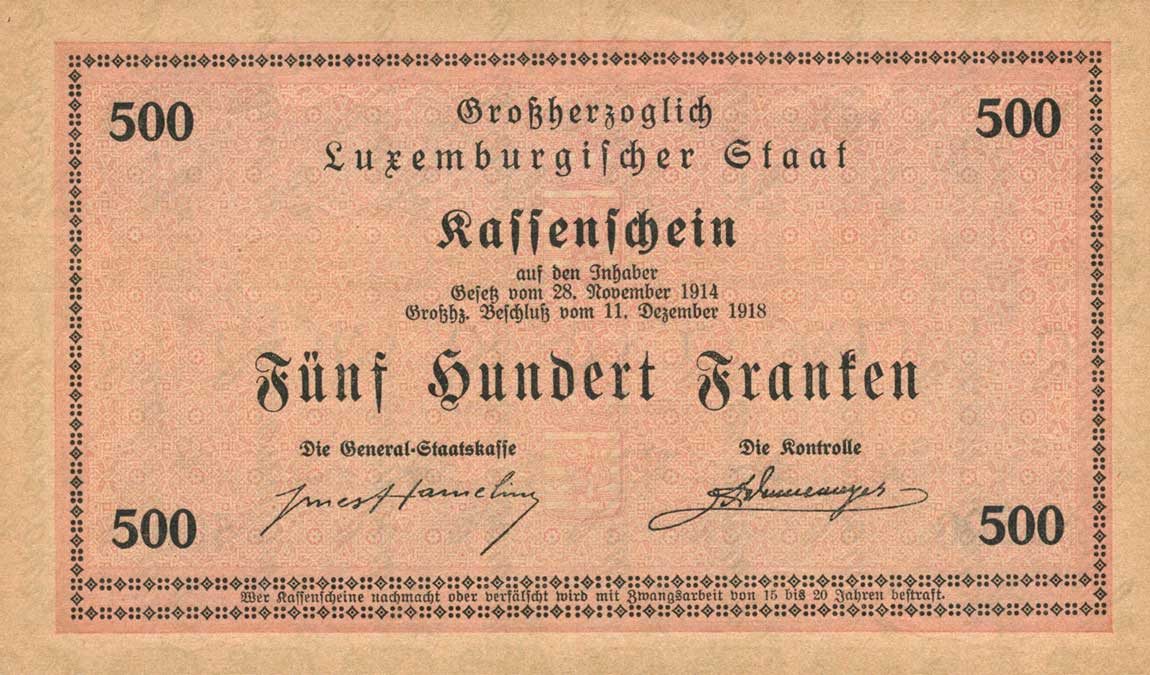 500
500
Großherzoglich
Luxemburgischer Staat
Kassenschein
auf den Inhaber
Gesetz vom 28. November 1914
Großhz. Beschluß vom 11. Dezember 1918
Fünf Hundert Franken
Die General-Staatskasse
Die Kontrolle
500
500
Wer Kassenscheine nachmacht oder verfälscht wird mit Zwangsarbeit von 15 bis 20 Jahren bestraft.